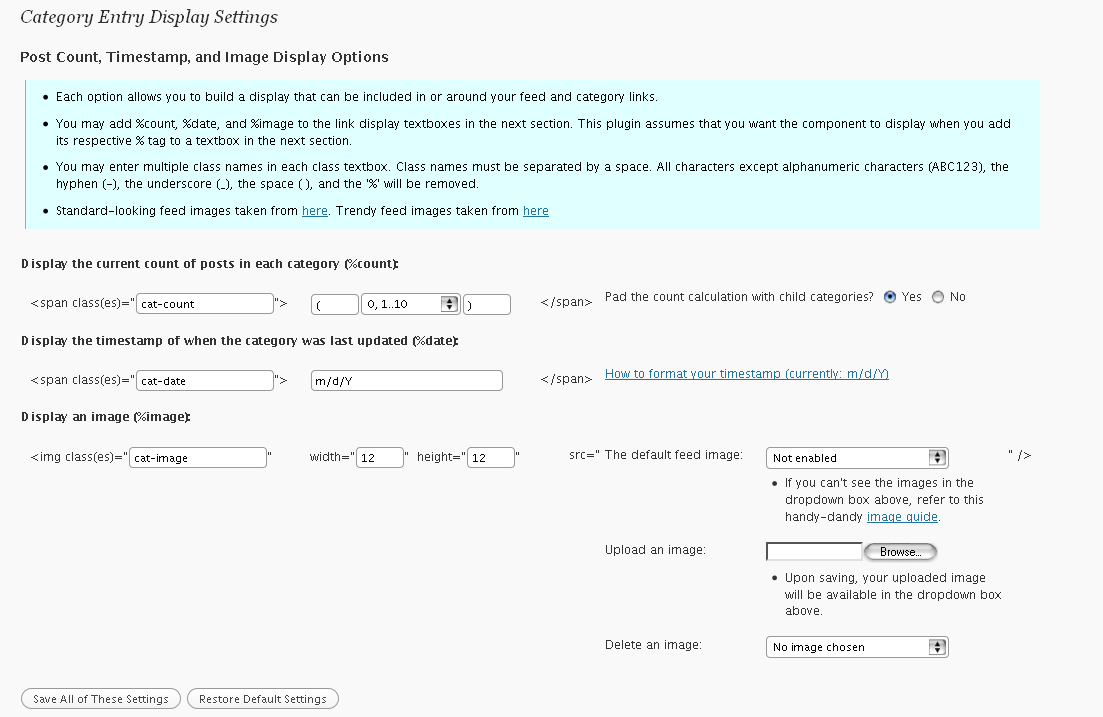 Category Entry Display Settings
Post Count, Timestamp, and Image Display Options
• Each option allows you to build a display that can be included in or around your feed and category links.
• You may add %count, %date, and %image to the link display textboxes in the next section. This plugin assumes that you want the component to display when you add
its respective % tag to a textbox in the next section.
• You may enter multiple class names in each class textbox. Class names must be separated by a space. All characters except alphanumeric characters (ABC123), the
hyphen (-), the underscore (_), the space ( ), and the '%' will be removed.
• Standard-looking feed images taken from here. Trendy feed images taken from here
Display the current count of posts in each category (%count):
<span class(es)="cat-count"> ( 0, 1..10 ) </span> Pad the count calculation with child categories? Yes No
Display the timestamp of when the category was last updated (%date):
<span class(es)="cat-date"> m/d/Y </span> How to format your timestamp (currently: m/d/Y)
Display an image (%image):
<img class(es)="cat-image" width="12" height="12" src=" The default feed image: Not enabled " />
• If you can't see the images in the
dropdown box above, refer to this
handy-dandy image guide.
Upload an image: Browse...
• Upon saving, your uploaded image
will be available in the dropdown box
above.
Delete an image: No image chosen
Save All of These Settings Restore Default Settings